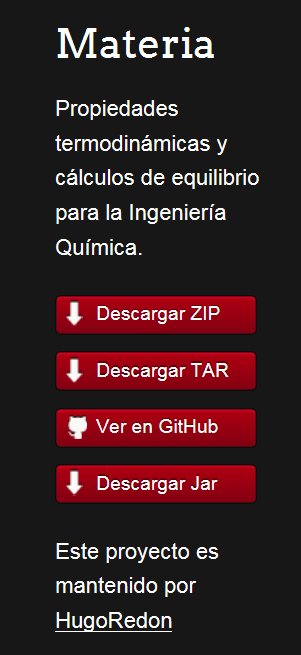 Materia
Propiedades
termodinámicas y
cálculos de equilibrio
para la Ingeniería
Química.
Descargar ZIP
Descargar TAR
Ver en GitHub
Descargar Jar
Este proyecto es
mantenido por
HugoRedon